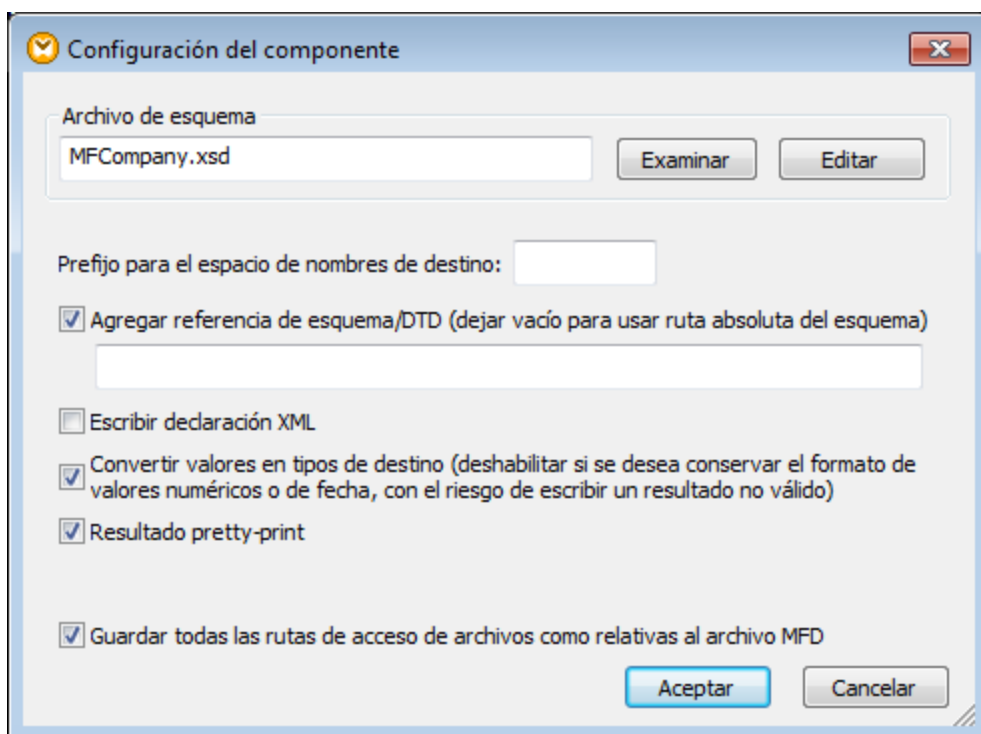 Configuración del componente
Archivo de esquema
MFCompany.xsd
Examinar
Editar
Prefijo para el espacio de nombres de destino:
Agregar referencia de esquema/DTD (dejar vacío para usar ruta absoluta del esquema)
Escribir declaración XML
Convertir valores en tipos de destino (deshabilitar si se desea conservar el formato de
valores numéricos o de fecha, con el riesgo de escribir un resultado no válido)
Resultado pretty-print
Guardar todas las rutas de acceso de archivos como relativas al archivo MFD
Aceptar
Cancelar